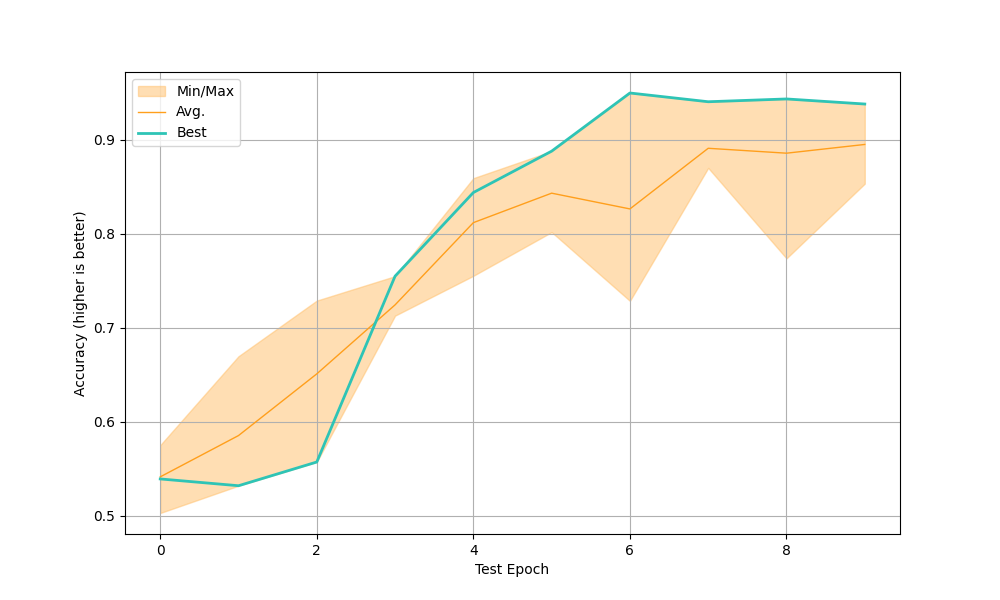 Min/Max
Avg.
Best
0.9
0.8
0.7
0.6
0.5
Accuracy (higher is better)
0 2 4 6 8
Test Epoch